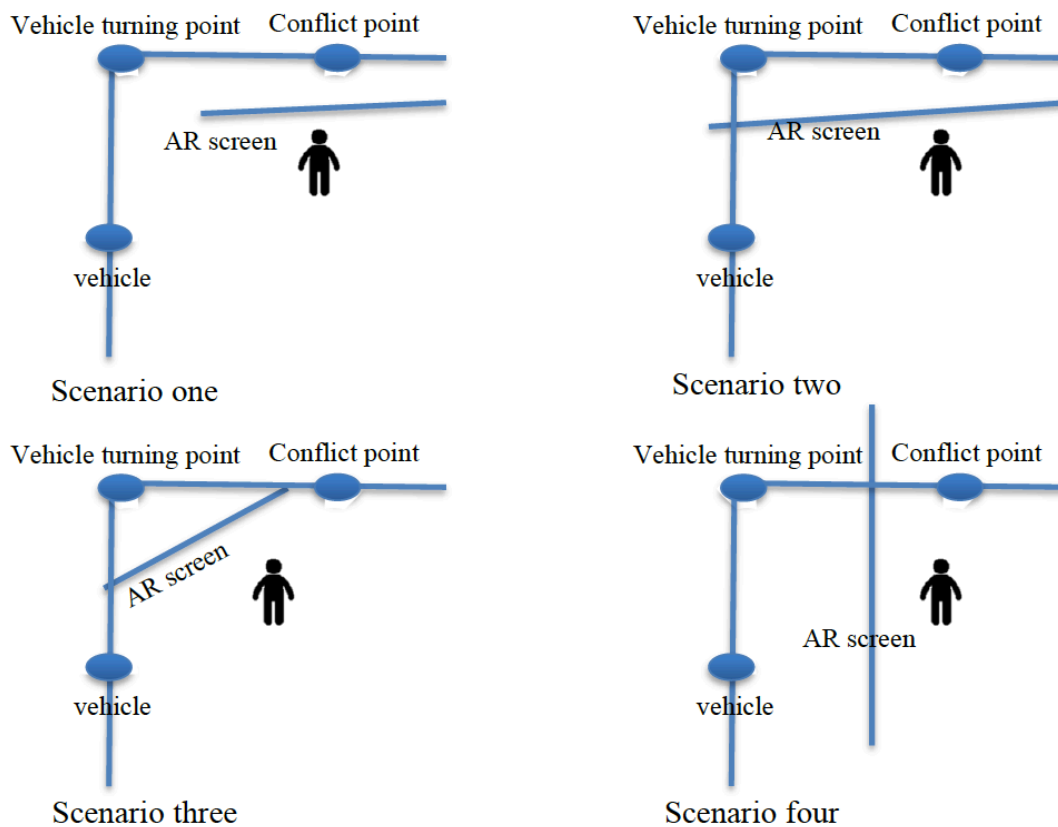 Vehicle turning point
Conflict point
AR screen
vehicle
Scenario one
Vehicle turning point
Conflict point
AR screen
vehicle
Scenario two
Vehicle turning point
Conflict point
AR screen
vehicle
Scenario three
Vehicle turning point
Conflict point
AR screen
vehicle
Scenario four